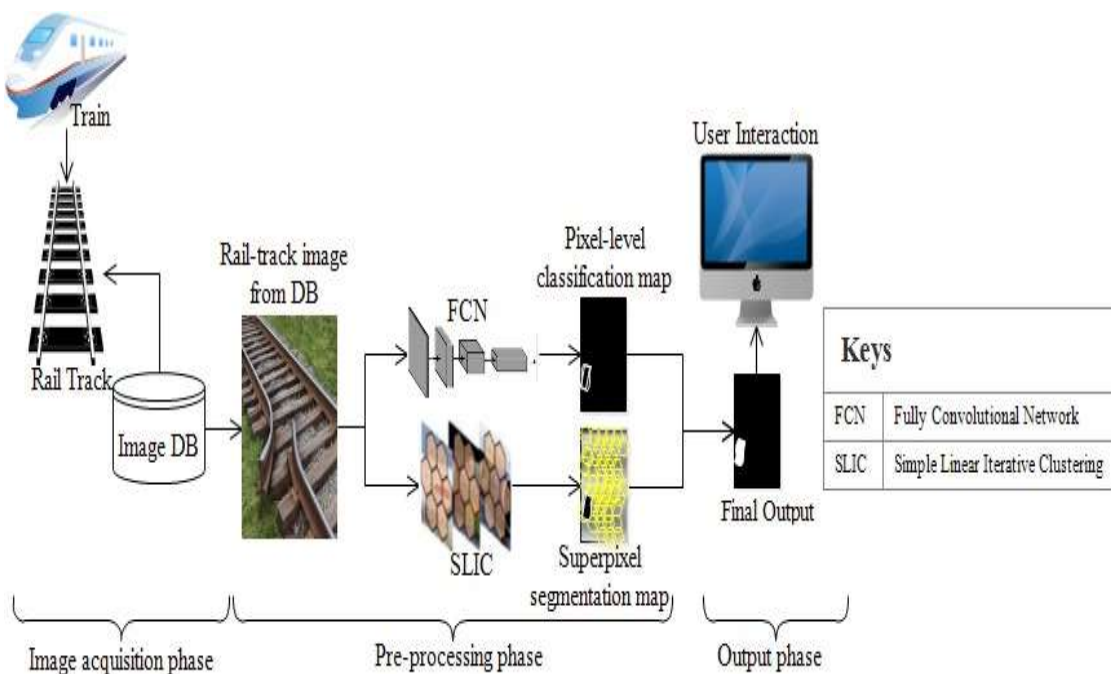 Train
Rail Track
Image DB
Rail-track image
from DB
FCN
SLIC
Pixel-level
classification map
Superpixel
segmentation map
User Interaction
Final Output
Keys
FCN Fully Convolutional Network
SLIC Simple Linear Iterative Clustering
Image acquisition phase
Pre-processing phase
Output phase